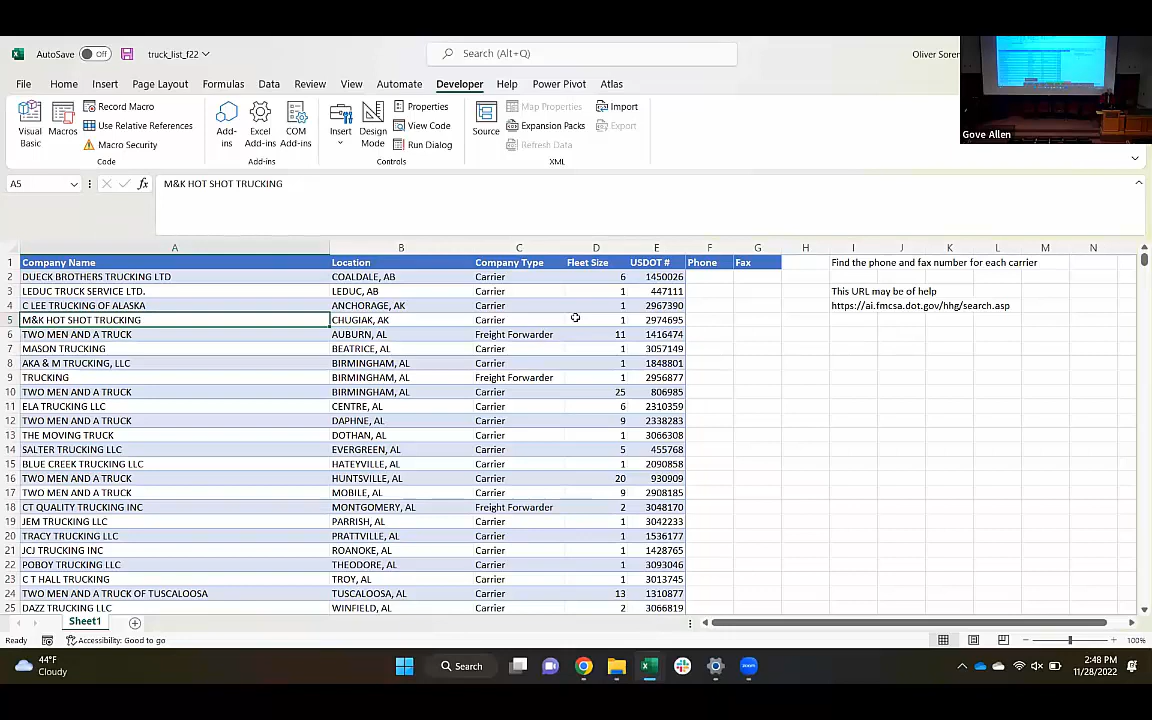 AutoSave Off truck_list_f22 Search (Alt+Q) Oliver Soren
File Home Insert Page Layout Formulas Data Review View Automate Developer Help Power Pivot Atlas
Visual Basic Macros Record Macro Use Relative References Macro Security Code
Add-ins Excel Add-ins COM Add-ins Add-ins
Insert Design Mode Properties View Code Run Dialog Controls
Source Map Properties Expansion Packs Refresh Data Import Export XML
Gove Allen
A5 fx M&K HOT SHOT TRUCKING
A B C D E F G H I J K L M N
1 Company Name Location Company Type Fleet Size USDOT # Phone Fax Find the phone and fax number for each carrier
2 DUECK BROTHERS TRUCKING LTD COALDALE, AB Carrier 6 1450026
3 LEDUC TRUCK SERVICE LTD. LEDUC, AB Carrier 1 447111 This URL may be of help
4 C LEE TRUCKING OF ALASKA ANCHORAGE, AK Carrier 1 2967390 https://ai.fmcsa.dot.gov/hhg/search.asp
5 M&K HOT SHOT TRUCKING CHUGIAK, AK Carrier 1 2974695
6 TWO MEN AND A TRUCK AUBURN, AL Freight Forwarder 11 1416474
7 MASON TRUCKING BEATRICE, AL Carrier 1 3057149
8 AKA & M TRUCKING, LLC BIRMINGHAM, AL Carrier 1 1848801
9 TRUCKING BIRMINGHAM, AL Freight Forwarder 1 2956877
10 TWO MEN AND A TRUCK BIRMINGHAM, AL Carrier 25 806985
11 ELA TRUCKING LLC CENTRE, AL Carrier 6 2310359
12 TWO MEN AND A TRUCK DAPHNE, AL Carrier 9 2338283
13 THE MOVING TRUCK DOTHAN, AL Carrier 1 3066308
14 SALTER TRUCKING LLC EVERGREEN, AL Carrier 5 455768
15 BLUE CREEK TRUCKING LLC HATEYVILLE, AL Carrier 1 2090858
16 TWO MEN AND A TRUCK HUNTSVILLE, AL Carrier 20 930909
17 TWO MEN AND A TRUCK MOBILE, AL Carrier 9 2908185
18 CT QUALITY TRUCKING INC MONTGOMERY, AL Freight Forwarder 2 3048170
19 JEM TRUCKING LLC PARRISH, AL Carrier 1 3042233
20 TRACY TRUCKING LLC PRATTVILLE, AL Carrier 1 1536177
21 JCJ TRUCKING INC ROANOKE, AL Carrier 1 1428765
22 POBOY TRUCKING LLC THEODORE, AL Carrier 1 3093046
23 C T HALL TRUCKING TROY, AL Carrier 1 3013745
24 TWO MEN AND A TRUCK OF TUSCALOOSA TUSCALOOSA, AL Carrier 13 1310877
25 DAZZ TRUCKING LLC WINFIELD, AL Carrier 2 3066819
Sheet1
Ready Accessibility: Good to go 100%
44°F Cloudy Search 2:48 PM 11/28/2022